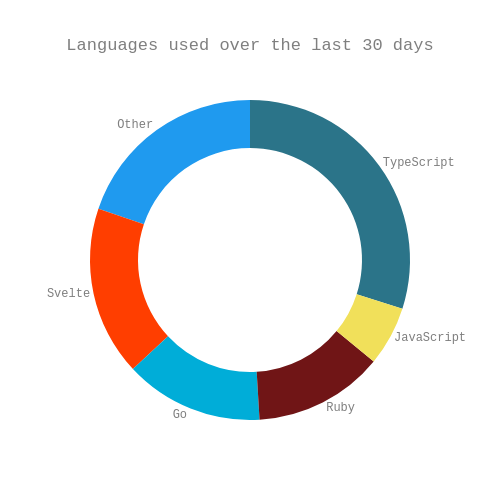 Languages used over the last 30 days
Other
TypeScript
Svelte
JavaScript
Go
Ruby